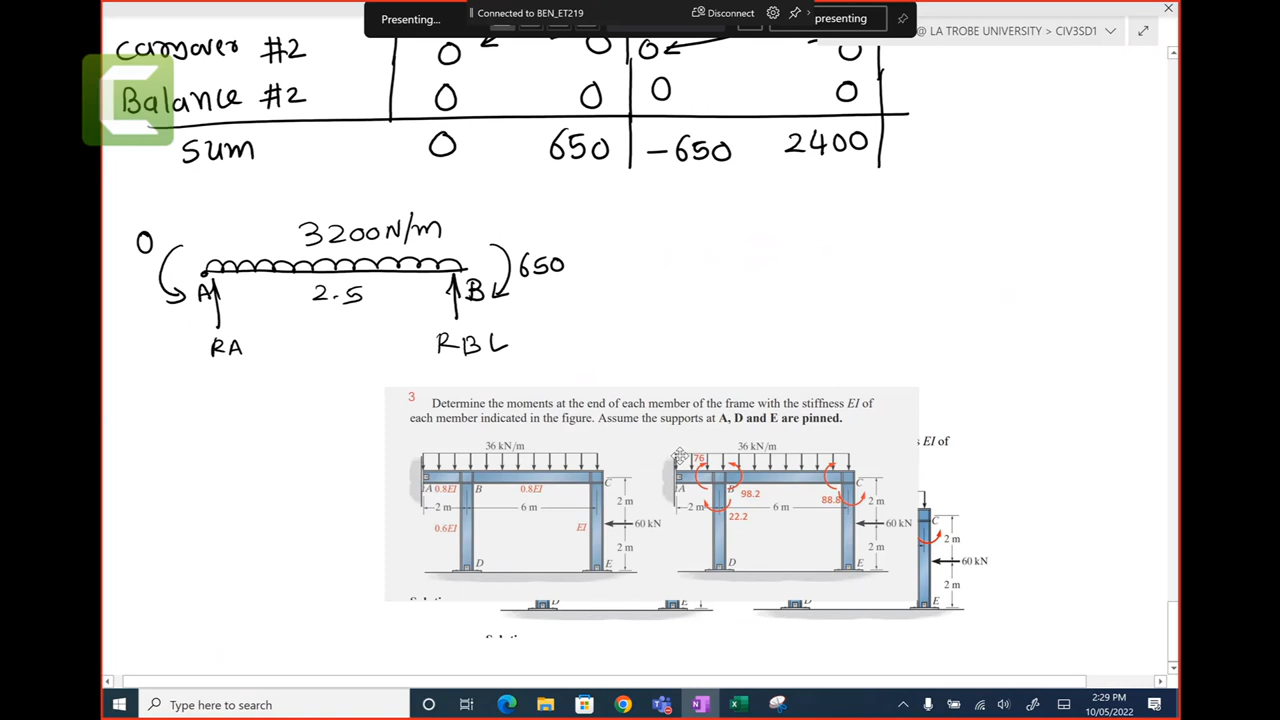 Presenting...
Connected to BEN_ET219
Disconnect
presenting
@ LA TROBE UNIVERSITY > CIV3SD1
Carryover #2
0 0 0 0
Balance #2 0 0 0 0
sum 0 650 -650 2400
3200N/m
0
650
A 2.5 B
RA RBL
3 Determine the moments at the end of each member of the frame with the stiffness EI of
each member indicated in the figure. Assume the supports at A, D and E are pinned.
s EI of
36 kN/m
A 0.8EI B 0.8EI C
2 m 6 m 2 m
0.6EI EI 60 kN
2 m
D E
36 kN/m
76
A B C
98.2 88.8
2 m 6 m 2 m
22.2 60 kN
2 m
D E
C
2 m
60 kN
2 m
E
D E D
Type here to search
2:29 PM
10/05/2022